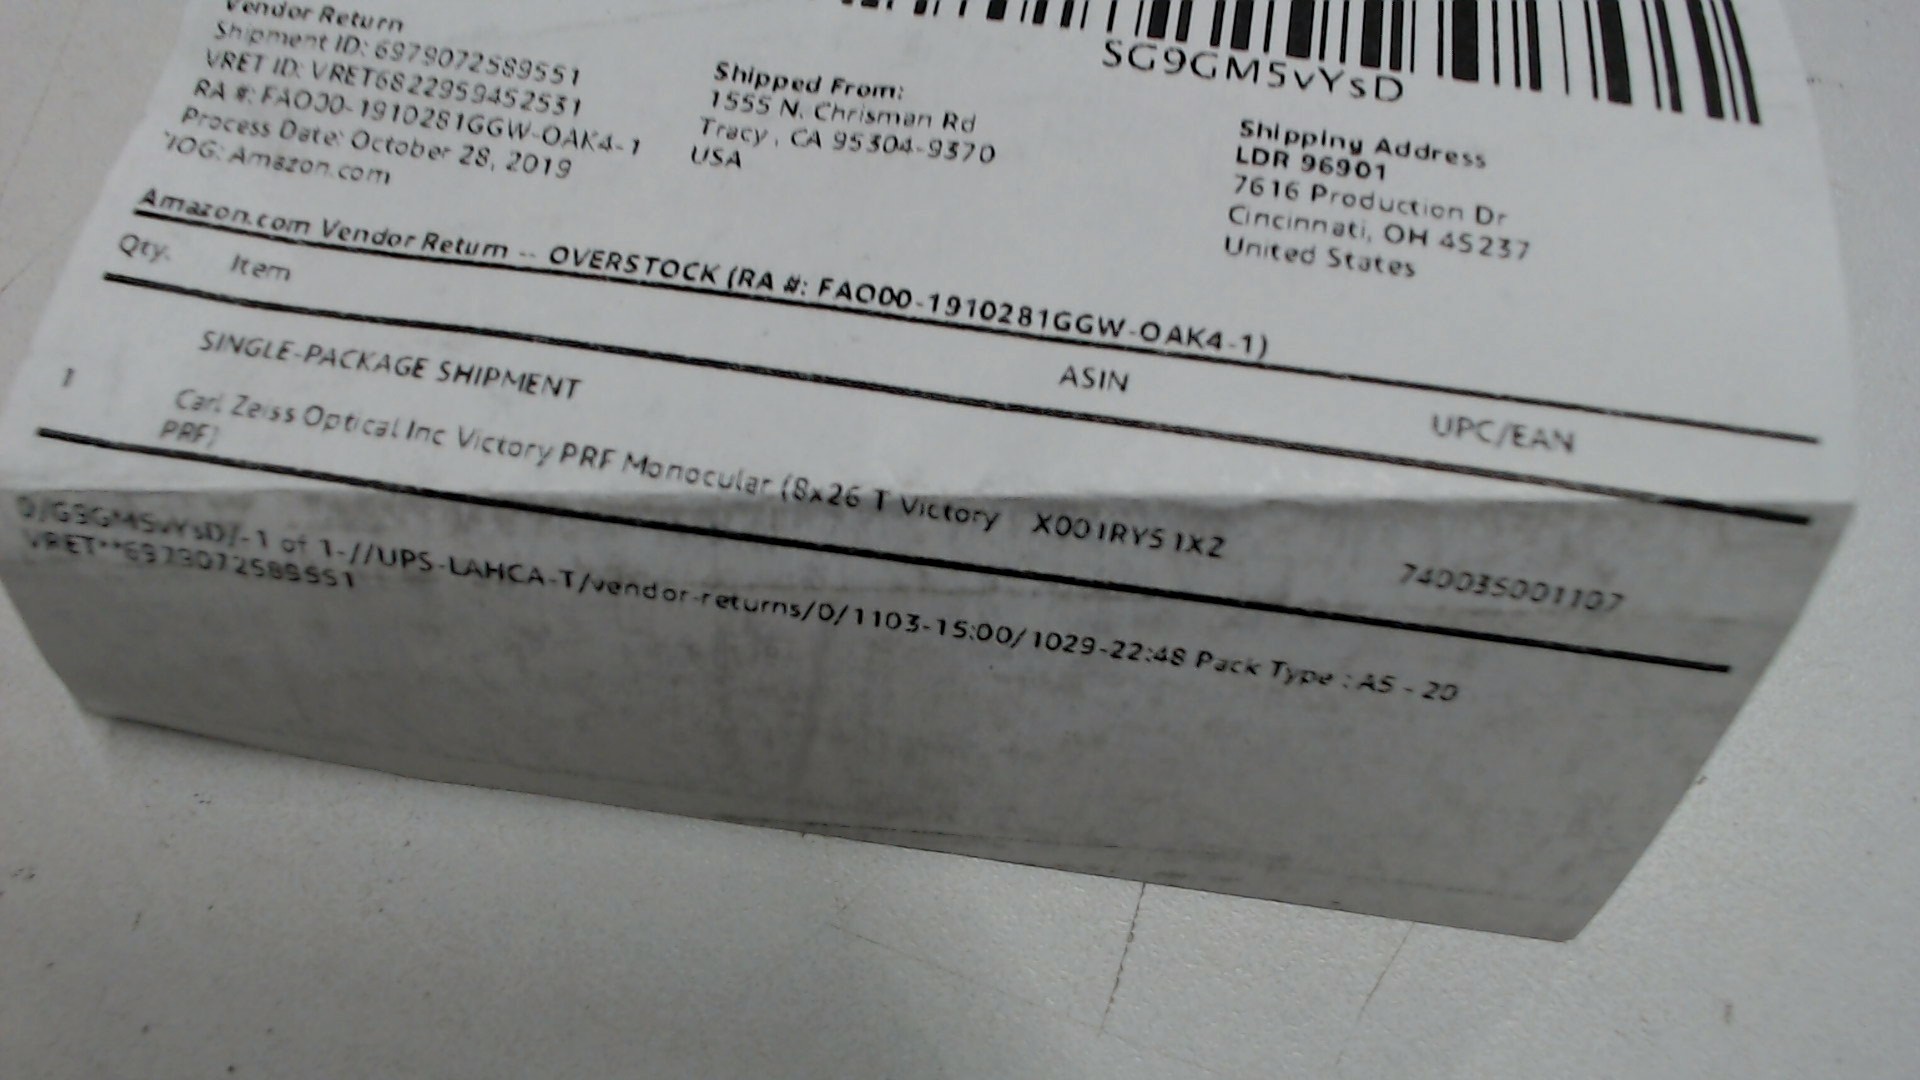 Vendor Return
Shipment ID: 6979072589551
VRET ID: VRET6822959452531
RA #: FAO00-1910281GGW-OAK4-1
Process Date: October 28, 2019
Amazon.com
Shipped From:
1555 N. Chrisman Rd
Tracy, CA 95304-9370
USA
SG9GM5vYsD
Shipping Address
LDR 96901
7616 Production Dr
Cincinnati, OH 45237
United States
Amazon.com Vendor Return -- OVERSTOCK (RA #: FAO00-1910281GGW-OAK4-1)
Qty. Item ASIN UPC/EAN
SINGLE-PACKAGE SHIPMENT
1 Carl Zeiss Optical Inc Victory PRF Monocular (8x26 T Victory X001RY51XZ 740035001107
PRF)
1 of 1-//UPS-LAHCA-T/vendor-returns/0/1103-15:00/1029-22:48 Pack Type : A5 - 20